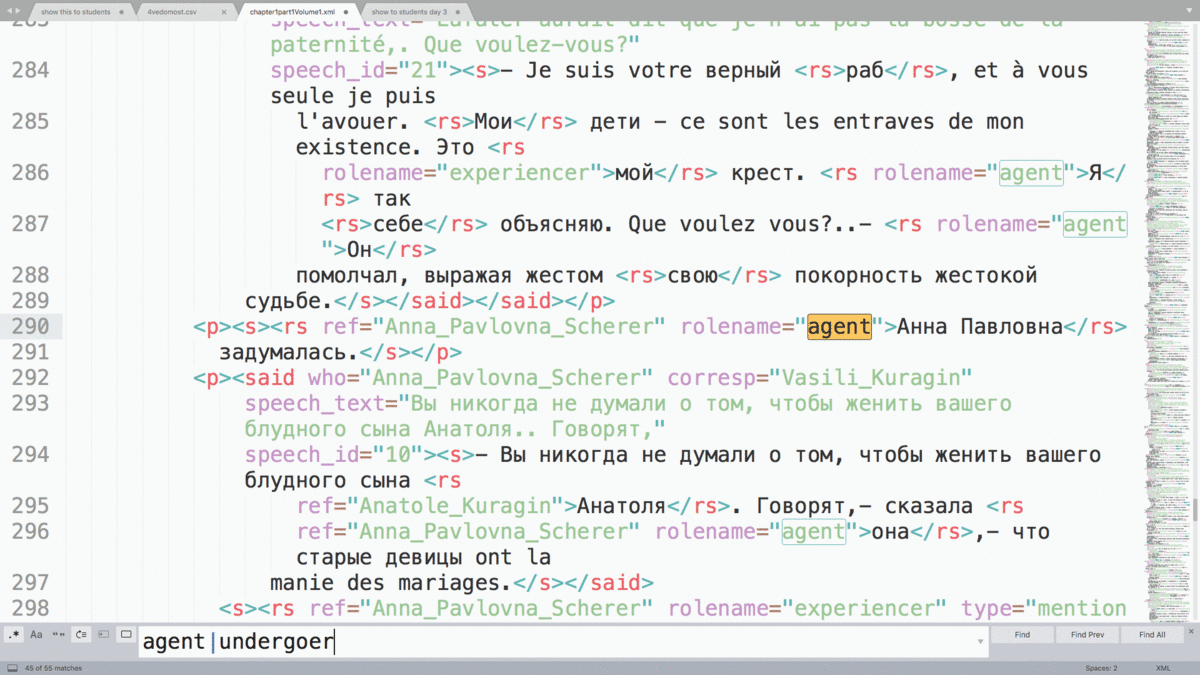 show this to students
4vedomost.csv
chapter1part1Volume1.xml
show to students day 3
283 speech_text="Lafater aurait dit que je n'ai pas la bosse de la
paternité,. Que voulez-vous?"
284 speech_id="21"><s>– Je suis votre верный <rs>раб</rs>, et à vous
seule je puis
285 l'avouer. <rs>Мои</rs> дети – ce sont les entraves de mon
existence. Это <rs
286 rolename="experiencer">мой</rs> крест. <rs rolename="agent">Я</
rs> так
287 <rs>себе</rs> объясняю. Que voulez vous?..– <rs rolename="agent
">Он</rs>
288 помолчал, выражая жестом <rs>свою</rs> покорность жестокой
289 судьбе.</s></said></said></p>
290 <p><s><rs ref="Anna_Pavlovna_Scherer" rolename="agent">Анна Павловна</rs>
291 задумалась.</s></p>
292 <p><said who="Anna_Pavlovna_Scherer" corresp="Vasili_Kuragin"
293 speech_text="Вы никогда не думали о том, чтобы женить вашего
блудного сына Анатоля.. Говорят,"
294 speech_id="10"><s>– Вы никогда не думали о том, чтобы женить вашего
блудного сына <rs
295 ref="Anatole_Kuragin">Анатоля</rs>. Говорят,– сказала <rs
296 ref="Anna_Pavlovna_Scherer" rolename="agent">она</rs>,– что
старые девицы ont la
297 manie des mariages.</s></said>
298 <s><rs ref="Anna_Pavlovna_Scherer" rolename="experiencer" type="mention
.* Aa “” agent|undergoer Find Find Prev Find All
45 of 55 matches Spaces: 2 XML